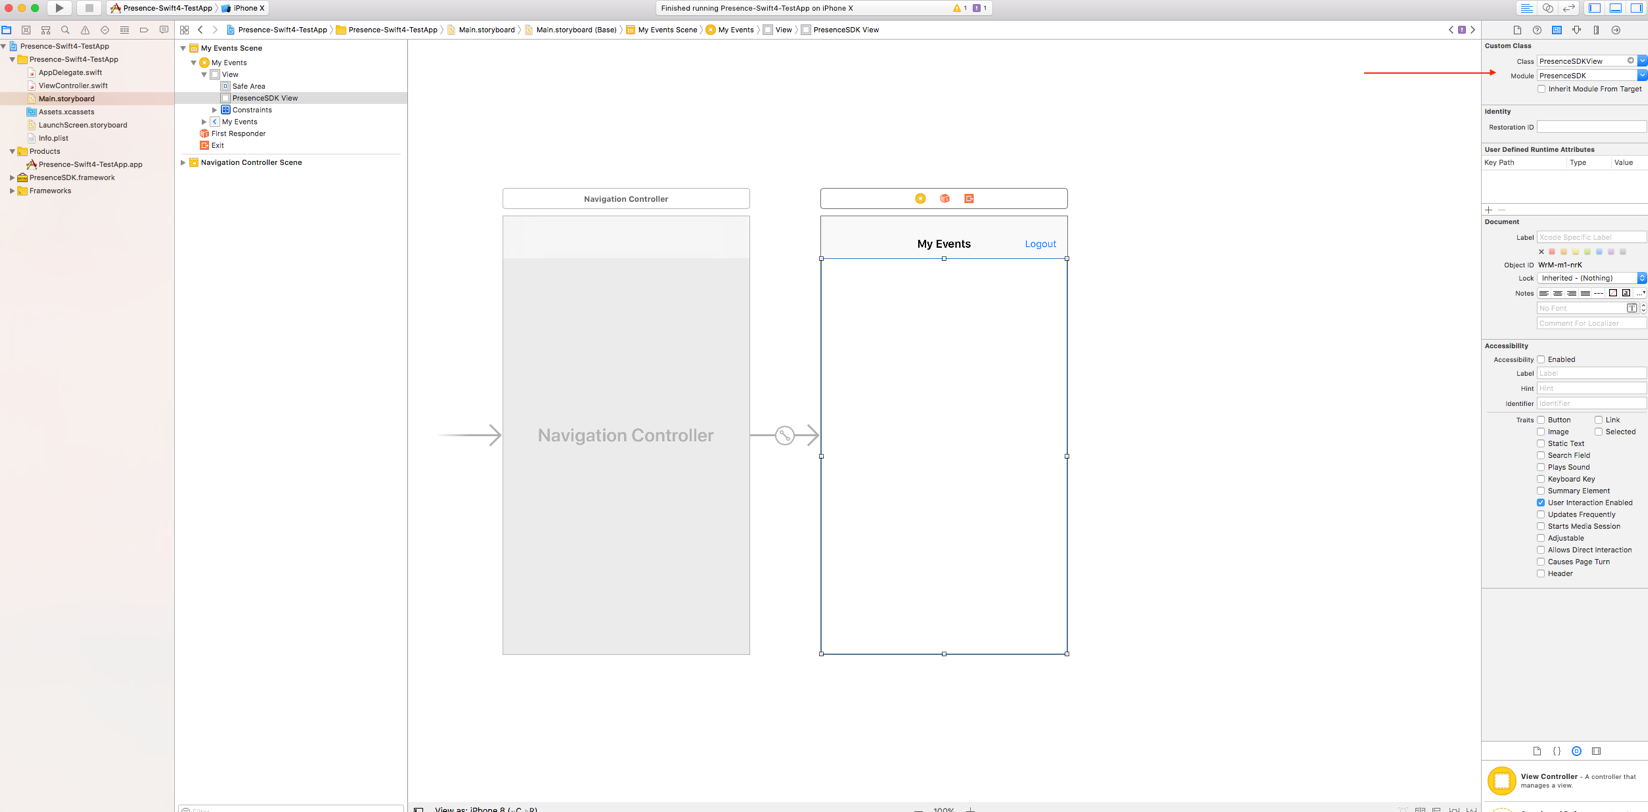 Presence-Swift4-TestApp 〉 iPhone X
Finished running Presence-Swift4-TestApp on iPhone X
1 1
Presence-Swift4-TestApp 〉 Presence-Swift4-TestApp 〉 Main.storyboard 〉 Main.storyboard (Base) 〉 My Events Scene 〉 My Events 〉 View 〉 PresenceSDK View
Presence-Swift4-TestApp
Presence-Swift4-TestApp
AppDelegate.swift
ViewController.swift
Main.storyboard
Assets.xcassets
LaunchScreen.storyboard
Info.plist
Products
Presence-Swift4-TestApp.app
PresenceSDK.framework
Frameworks
My Events Scene
My Events
View
Safe Area
PresenceSDK View
Constraints
My Events
First Responder
Exit
Navigation Controller Scene
Navigation Controller
Navigation Controller
My Events
Logout
View as: iPhone 8
100%
Custom Class
Class PresenceSDKView
Module PresenceSDK
Inherit Module From Target
Identity
Restoration ID
User Defined Runtime Attributes
Key Path Type Value
Document
Label Xcode Specific Label
Object ID WrM-m1-nrK
Lock Inherited - (Nothing)
Notes
No Font
Comment For Localizer
Accessibility
Accessibility Enabled
Label Label
Hint Hint
Identifier Identifier
Traits Button Link
Image Selected
Static Text
Search Field
Plays Sound
Keyboard Key
Summary Element
User Interaction Enabled
Updates Frequently
Starts Media Session
Adjustable
Allows Direct Interaction
Causes Page Turn
Header
View Controller - A controller that
manages a view.